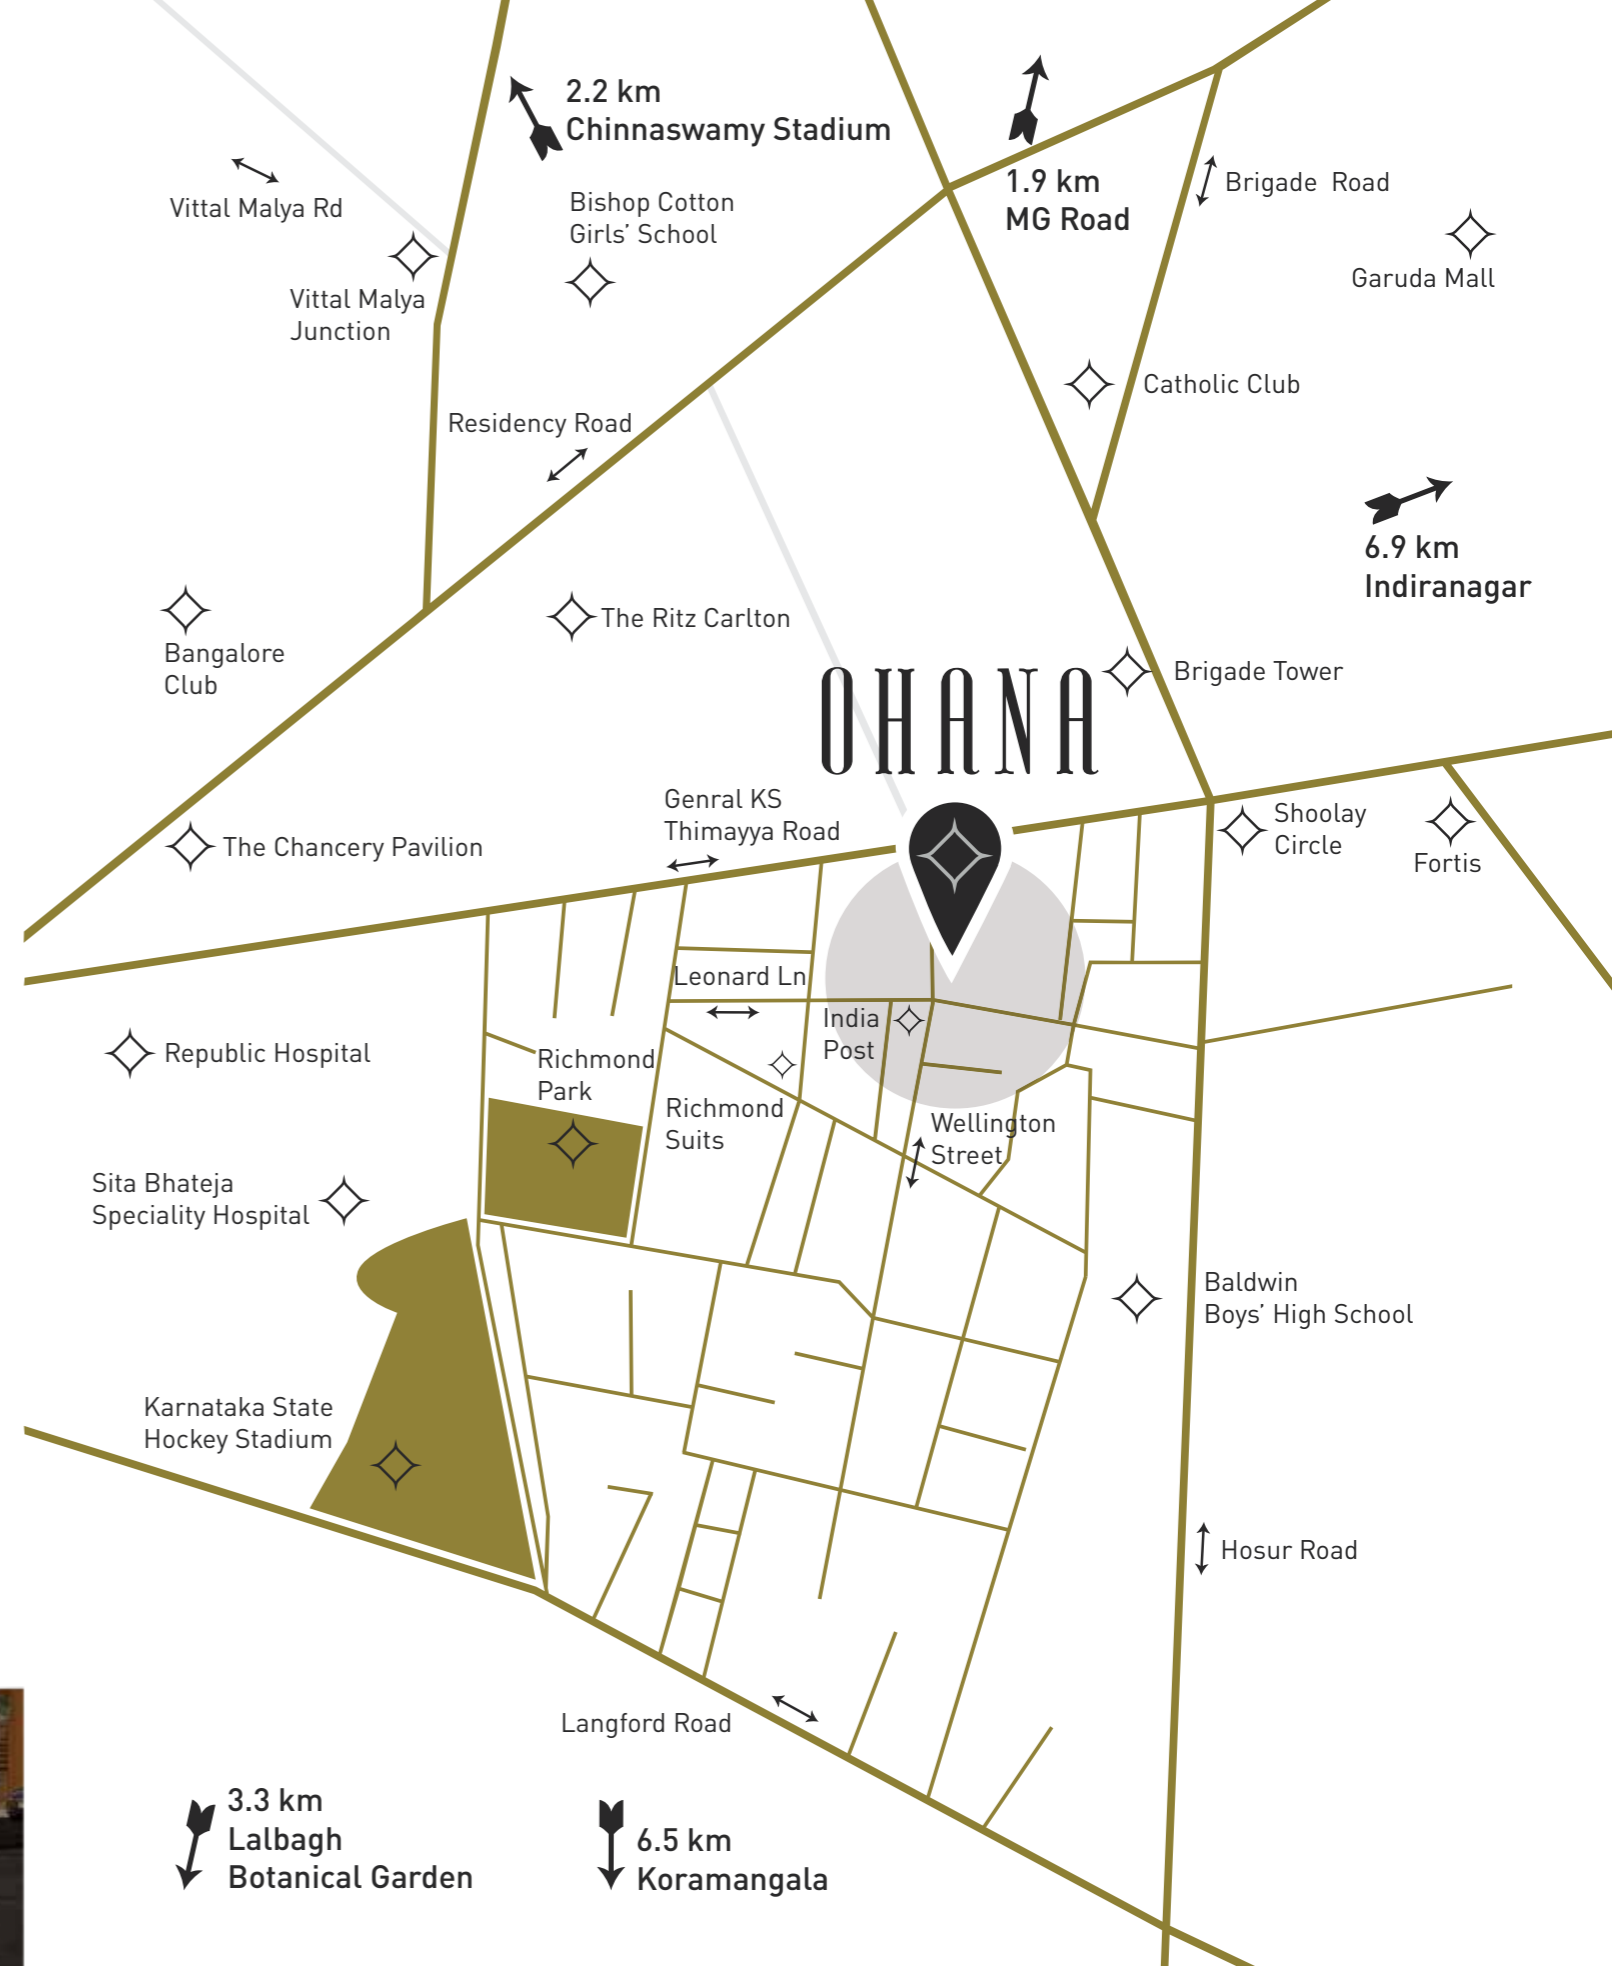 2.2 km
Chinnaswamy Stadium
1.9 km
MG Road
Brigade Road
Vittal Malya Rd
Bishop Cotton
Girls' School
Garuda Mall
Vittal Malya
Junction
Catholic Club
Residency Road
6.9 km
Indiranagar
The Ritz Carlton
Bangalore
Club
Brigade Tower
OHANA
Genral KS
Thimayya Road
Shoolay
Circle
Fortis
The Chancery Pavilion
Leonard Ln
India
Post
Republic Hospital
Richmond
Park
Richmond
Suits
Wellington
Street
Sita Bhateja
Speciality Hospital
Baldwin
Boys' High School
Karnataka State
Hockey Stadium
Hosur Road
Langford Road
3.3 km
Lalbagh
Botanical Garden
6.5 km
Koramangala